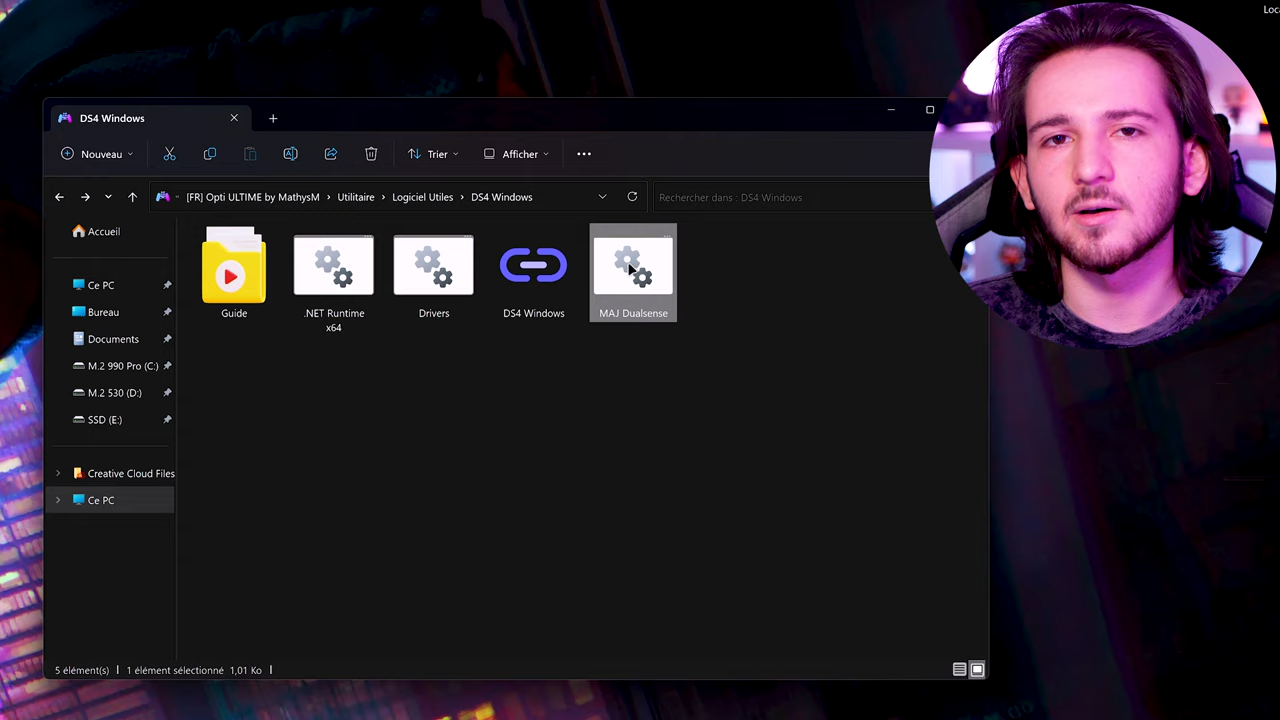 Loc
DS4 Windows
Nouveau
Trier
Afficher
[FR] Opti ULTIME by MathysM
Utilitaire
Logiciel Utiles
DS4 Windows
Rechercher dans : DS4 Windows
Accueil
Ce PC
Bureau
Documents
M.2 990 Pro (C:)
M.2 530 (D:)
SSD (E:)
Creative Cloud Files
Ce PC
Guide
.NET Runtime
x64
Drivers
DS4 Windows
MAJ Dualsense
5 élément(s)
1 élément sélectionné 1,01 Ko